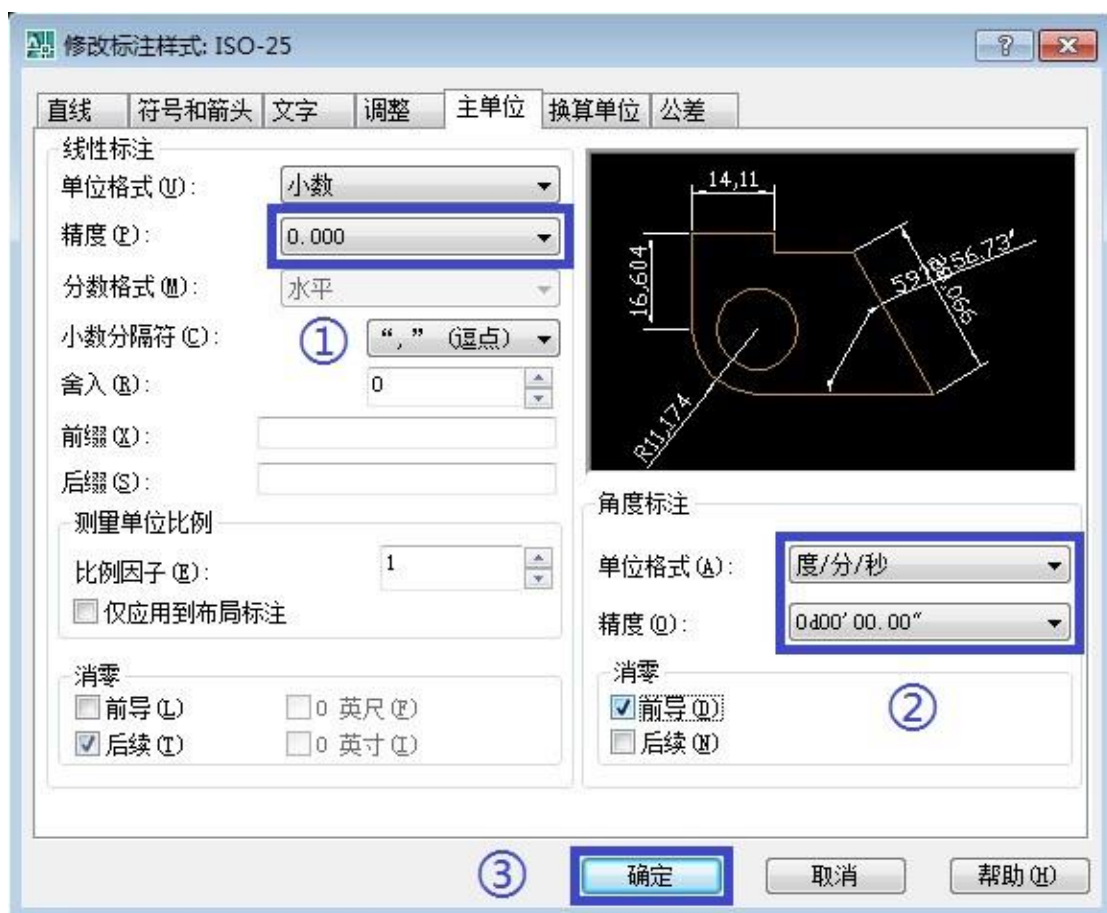 修改标注样式: ISO-25
直线 符号和箭头 文字 调整 主单位 换算单位 公差
线性标注
单位格式(U): 小数
精度(P): 0.000
分数格式(M): 水平
小数分隔符(C): “,” (逗点)
①
舍入(R): 0
前缀(X):
后缀(S):
测量单位比例
比例因子(E): 1
仅应用到布局标注
消零
前导(L) 0 英尺(F)
后续(T) 0 英寸(I)
14,11
16,604
R11,174
角度标注
单位格式(A): 度/分/秒
精度(O): 0d00'00.00"
消零
前导(D)
后续(N)
②
③
确定 取消 帮助(H)